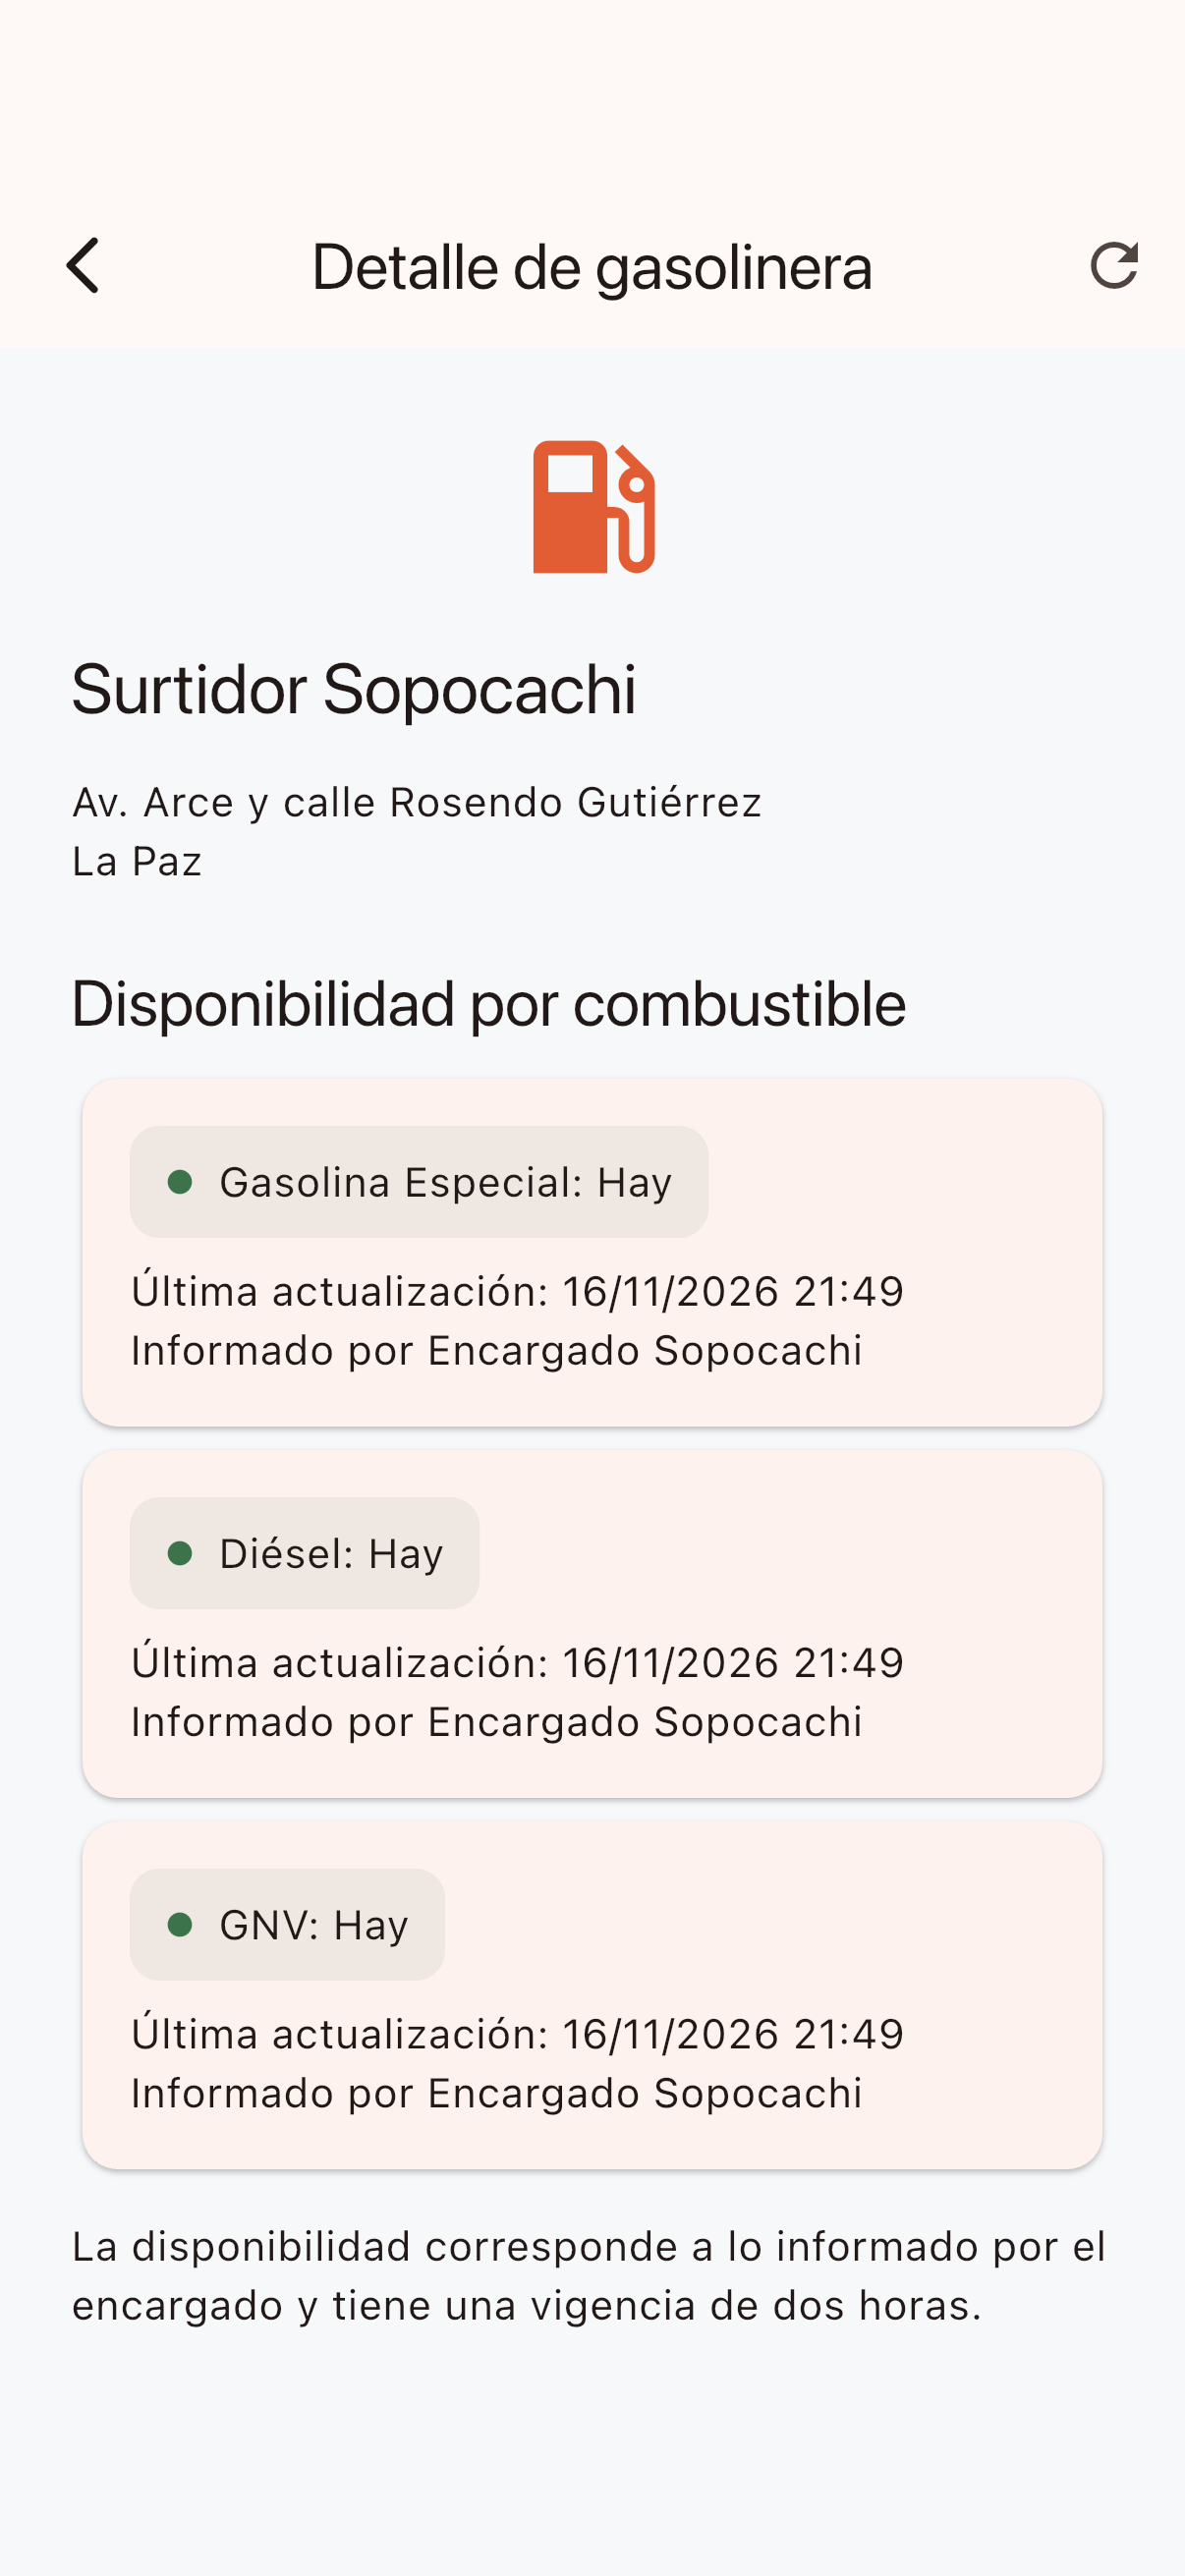 Detalle de gasolinera
Surtidor Sopocachi
Av. Arce y calle Rosendo Gutiérrez
La Paz
Disponibilidad por combustible
Gasolina Especial: Hay
Última actualización: 16/11/2026 21:49
Informado por Encargado Sopocachi
Diésel: Hay
Última actualización: 16/11/2026 21:49
Informado por Encargado Sopocachi
GNV: Hay
Última actualización: 16/11/2026 21:49
Informado por Encargado Sopocachi
La disponibilidad corresponde a lo informado por el
encargado y tiene una vigencia de dos horas.